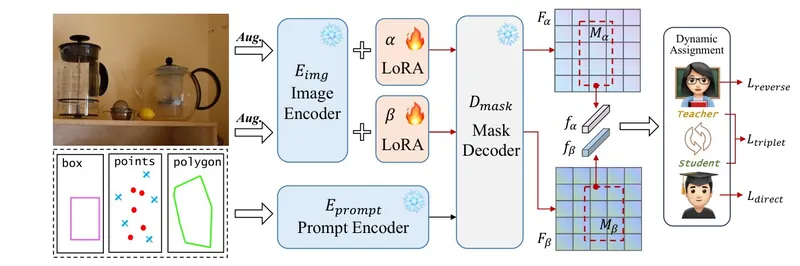 Aug.
Aug.
box
points
polygon
E_img
Image
Encoder
α
LoRA
β
LoRA
E_prompt
Prompt Encoder
D_mask
Mask
Decoder
F_α
M_α
f_α
f_β
M_β
F_β
Dynamic
Assignment
Teacher
Student
L_reverse
L_triplet
L_direct